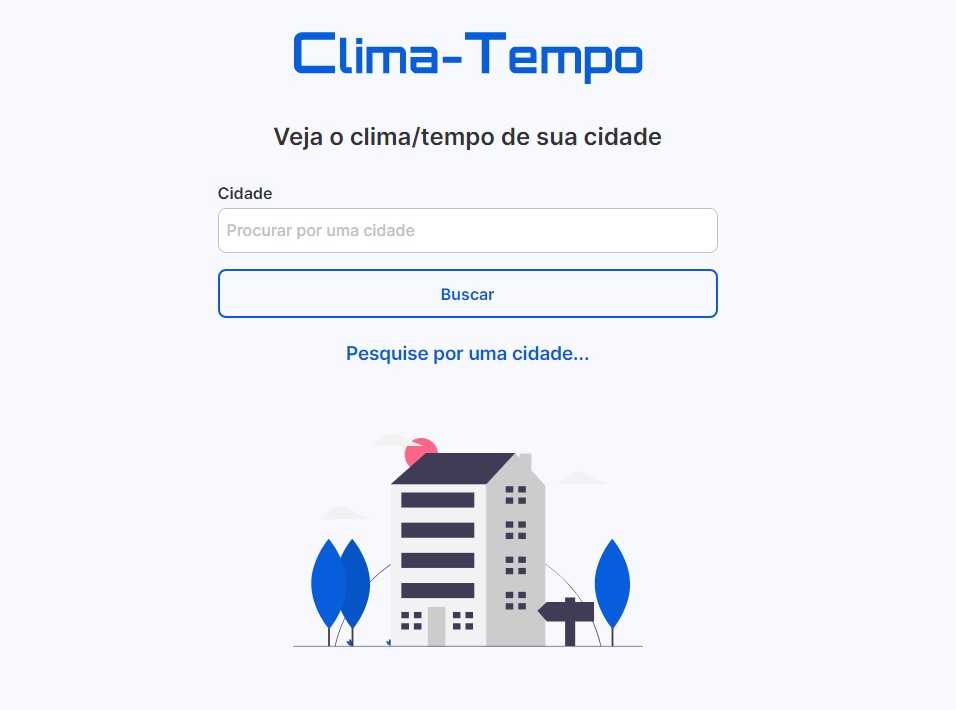 Clima-Tempo
Veja o clima/tempo de sua cidade
Cidade
Procurar por uma cidade
Buscar
Pesquise por uma cidade...